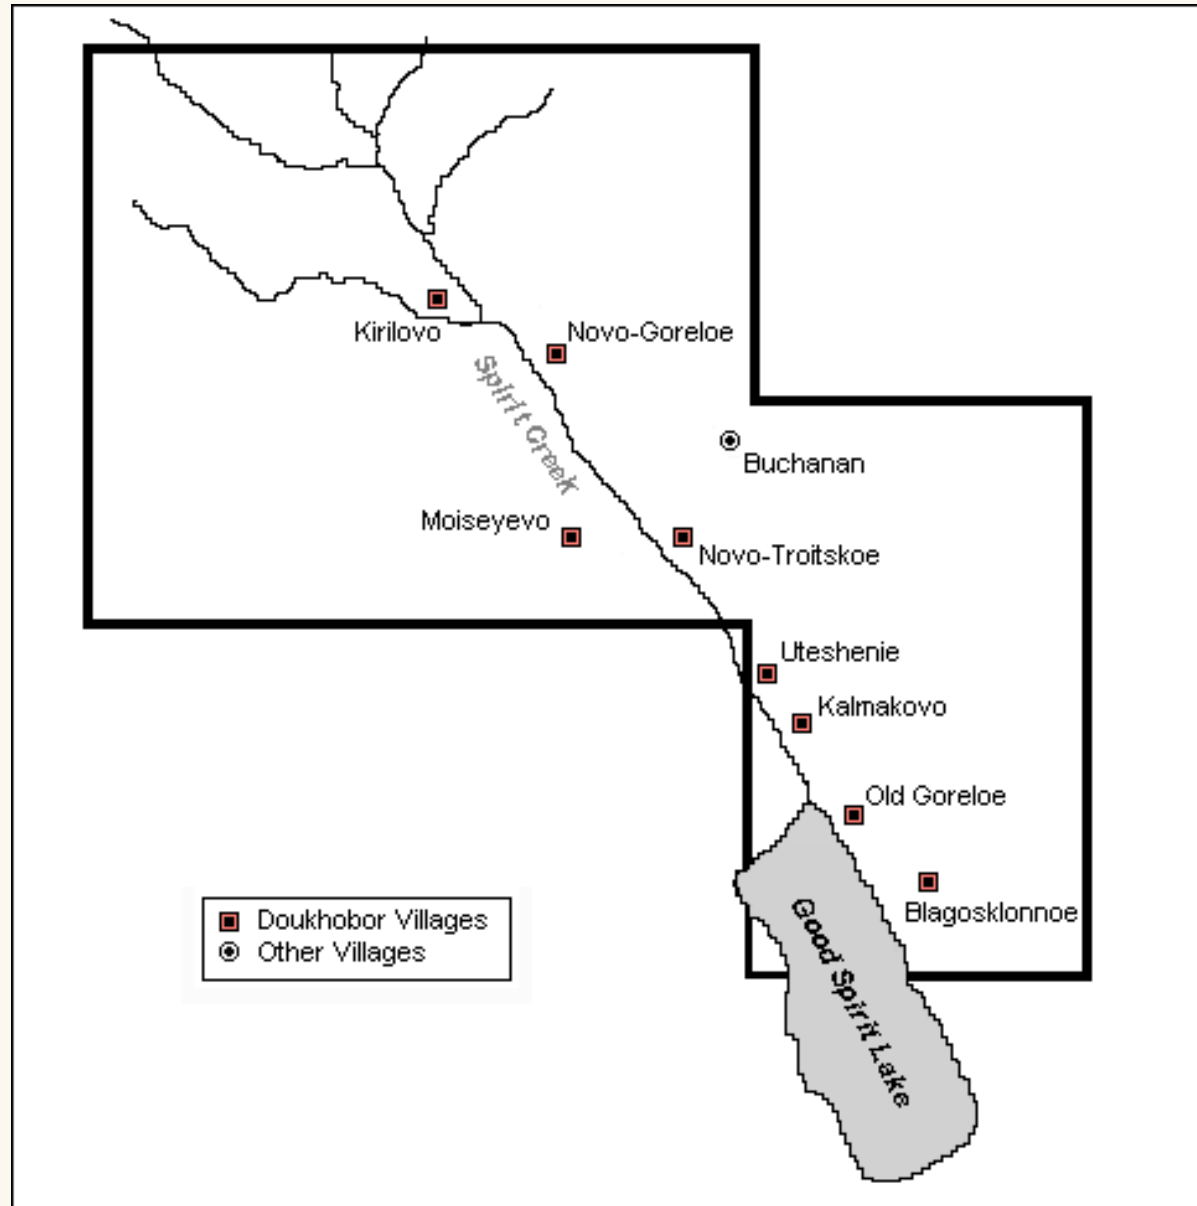 Kirilovo
Novo-Goreloe
Spirit Creek
Buchanan
Moiseyevo
Novo-Troitskoe
Uteshenie
Kalmakovo
Old Goreloe
Blagosklonnoe
Good Spirit Lake
Doukhobor Villages
Other Villages